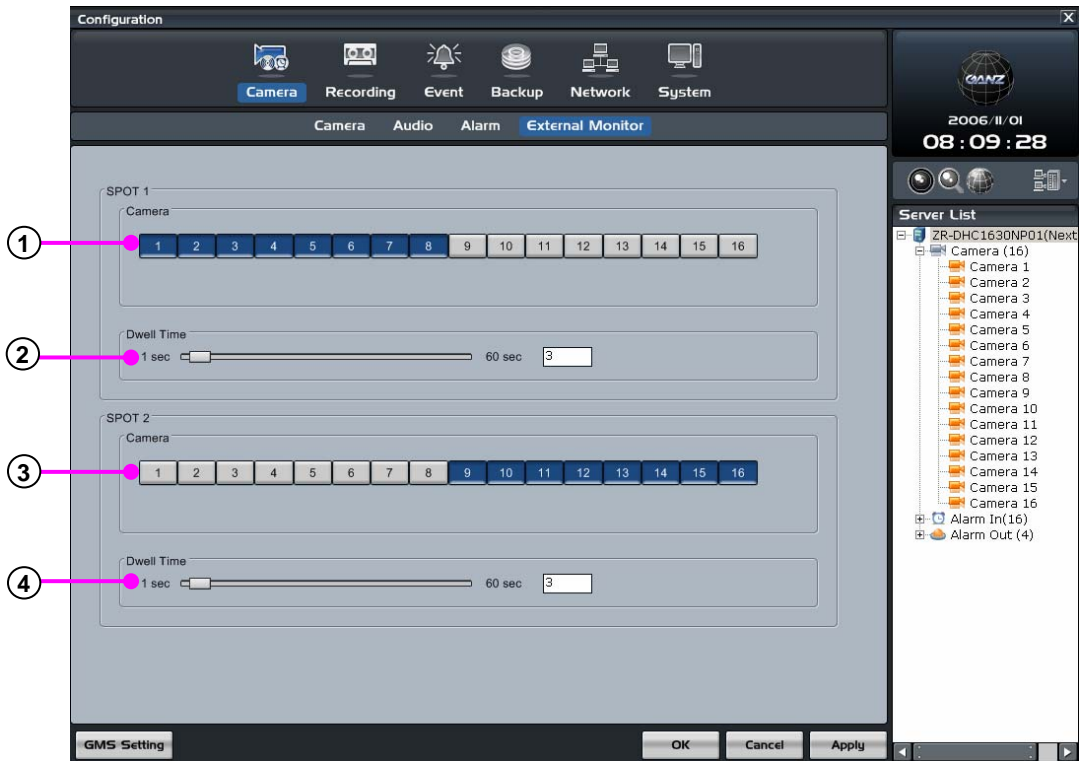 Configuration
X
Camera Recording Event Backup Network System
Camera Audio Alarm External Monitor
GANZ
2006/11/01
08:09:28
Server List
ZR-DHC1630NP01(Next
Camera (16)
Camera 1
Camera 2
Camera 3
Camera 4
Camera 5
Camera 6
Camera 7
Camera 8
Camera 9
Camera 10
Camera 11
Camera 12
Camera 13
Camera 14
Camera 15
Camera 16
Alarm In(16)
Alarm Out (4)
SPOT 1
Camera
1
1 2 3 4 5 6 7 8 9 10 11 12 13 14 15 16
Dwell Time
2
1 sec 60 sec 3
SPOT 2
Camera
3
1 2 3 4 5 6 7 8 9 10 11 12 13 14 15 16
Dwell Time
4
1 sec 60 sec 3
GMS Setting OK Cancel Apply